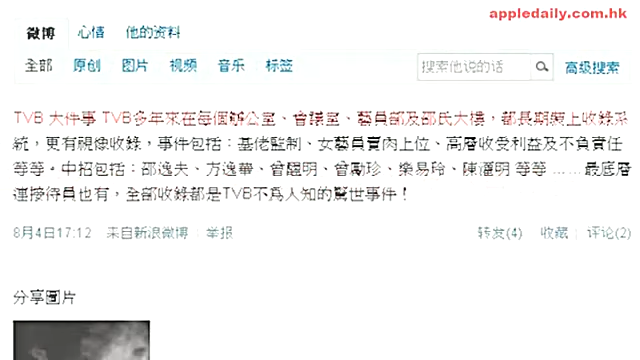 appledaily.com.hk
微博 心情 他的资料
全部 原创 图片 视频 音乐 标签 搜索他说的话 高级搜索
TVB 大件事 TVB多年來在每個辦公室、會議室、藝員部及邵氏大樓，都長期裝上收錄系
統，更有視像收錄，事件包括：基佬監制、女藝員賣肉上位、高層收受利益及不負責任
等等。中招包括：邵逸夫、方逸華、曾醒明、曾勵珍、樂易玲、陳濯明 等等 ... ... 最底層
連接待員也有，全部收錄都是TVB不爲人知的驚世事件！
8月4日17:12 来自新浪微博 | 举报 转发(4) | 收藏 | 评论(2)
分享圖片